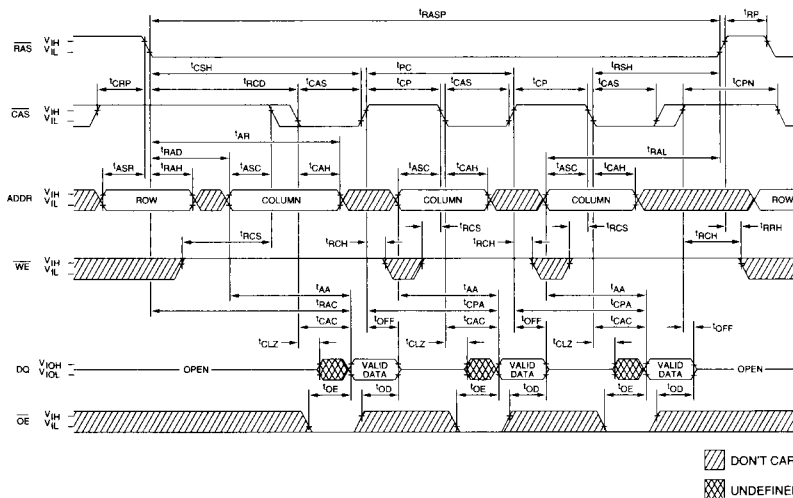 tRASP
tRP
RAS VIH
VIL
tCSH
tPC
tRSH
tCRP
tRCD
tCAS
tCP
tCAS
tCP
tCAS
tCPN
CAS VIH
VIL
tAR
tRAD
tRAL
tASR
tRAH
tASC
tCAH
tASC
tCAH
tASC
tCAH
ADDR VIH
VIL
ROW
COLUMN
COLUMN
COLUMN
ROW
tRCS
tRCH
tRCS
tRCH
tRCS
tRCH
tRRH
WE VIH
VIL
tAA
tAA
tAA
tRAC
tCPA
tCPA
tCAC
tOFF
tCAC
tOFF
tCAC
tOFF
tCLZ
tCLZ
tCLZ
DQ VIOH
VIOL
OPEN
VALID DATA
VALID DATA
VALID DATA
OPEN
tOE
tOD
tOE
tOD
tOE
tOD
OE VIH
VIL
DON'T CAR
UNDEFINE